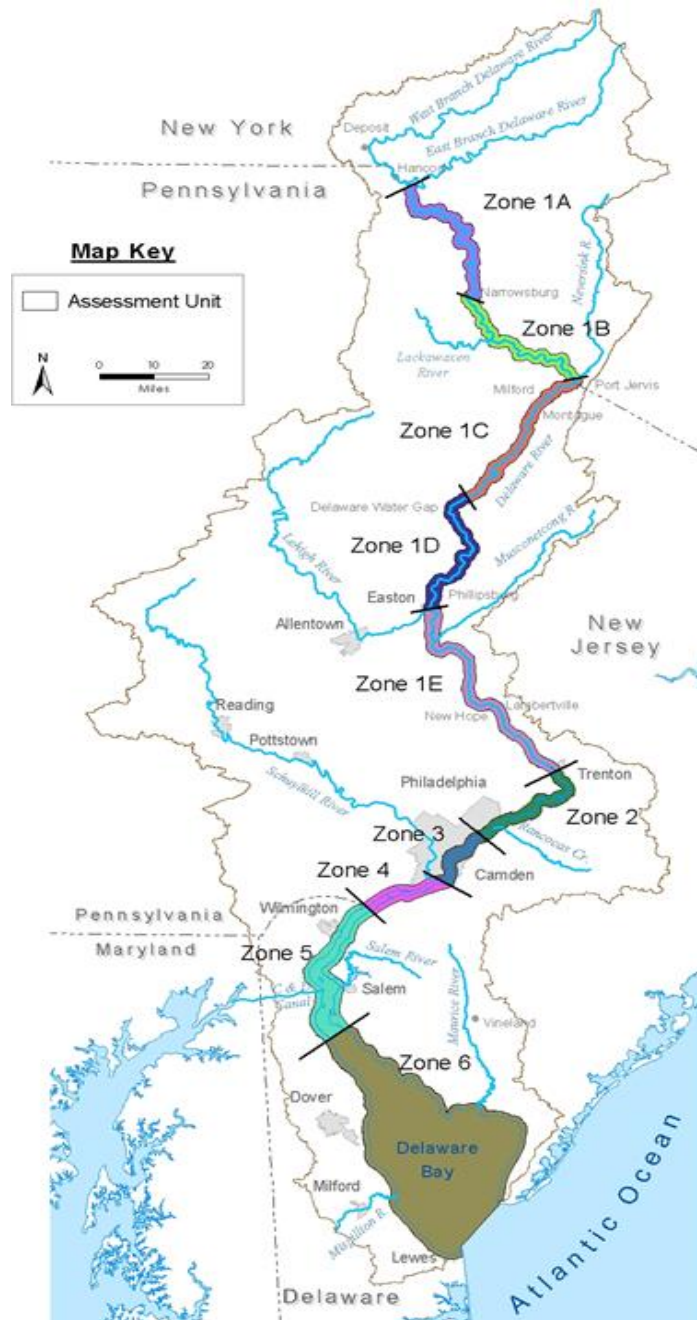 West Branch Delaware River
New York
Deposit
East Branch Delaware River
Hancock
Pennsylvania
Zone 1A
Map Key
Assessment Unit
N
0 10 20
Miles
Neversink R.
Narrowsburg
Zone 1B
Lackawaxen
River
Milford
Port Jervis
Montague
Zone 1C
Delaware River
Delaware Water Gap
Musconetcong R.
Lehigh River
Zone 1D
Easton
Phillipsburg
Allentown
New
Jersey
Zone 1E
Lambertville
Reading
New Hope
Pottstown
Trenton
Philadelphia
Schuylkill River
Zone 2
Zone 3
Rancocas Cr.
Zone 4
Camden
Pennsylvania
Wilmington
Maryland
Zone 5
Salem River
C & D
Canal
Salem
Maurice River
Vineland
Zone 6
Dover
Delaware
Bay
Milford
Mispillion R.
Lewes
Delaware
Atlantic Ocean